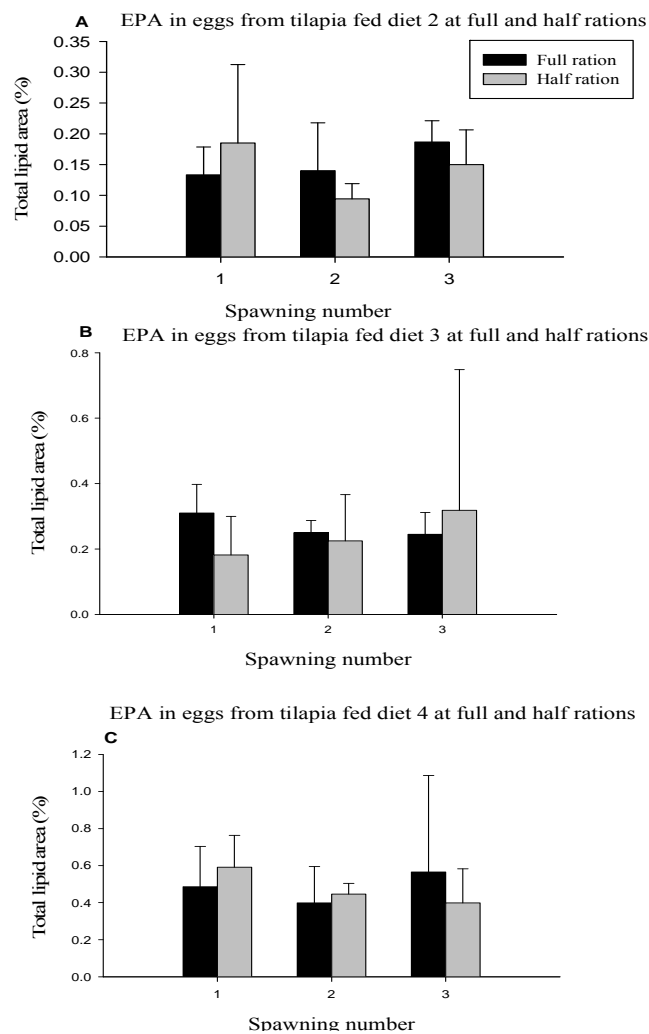 A EPA in eggs from tilapia fed diet 2 at full and half rations
Full ration
Half ration
Total lipid area (%)
0.35
0.30
0.25
0.20
0.15
0.10
0.05
0.00
1 2 3
Spawning number
B EPA in eggs from tilapia fed diet 3 at full and half rations
Total lipid area (%)
0.8
0.6
0.4
0.2
0.0
1 2 3
Spawning number
EPA in eggs from tilapia fed diet 4 at full and half rations
C
Total lipid area (%)
1.2
1.0
0.8
0.6
0.4
0.2
0.0
1 2 3
Spawning number